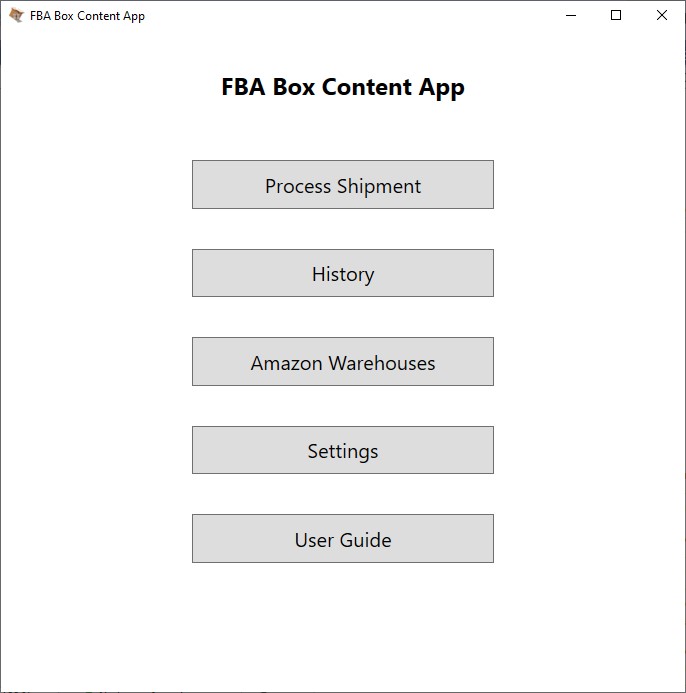 FBA Box Content App
FBA Box Content App
Process Shipment
History
Amazon Warehouses
Settings
User Guide